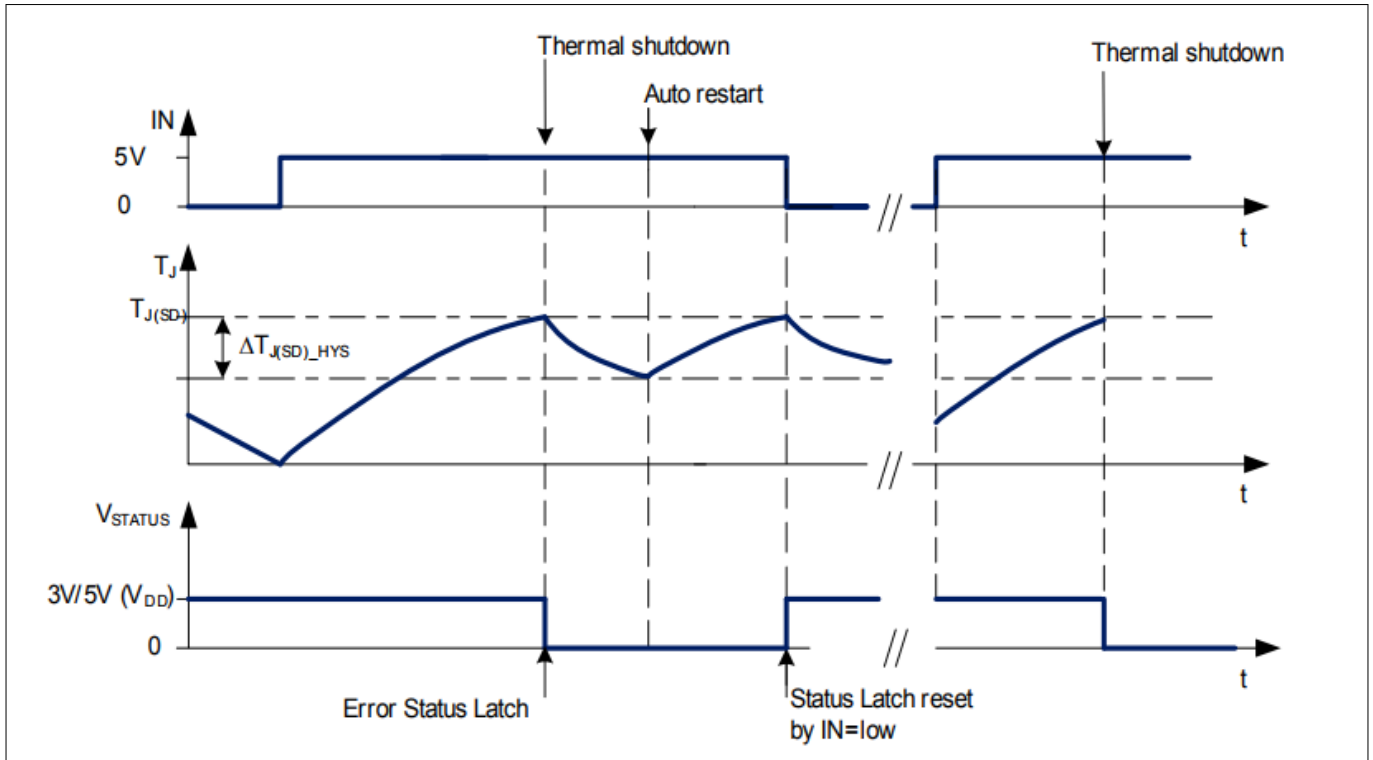 Thermal shutdown
Thermal shutdown
Auto restart
IN
5V
0
t
TJ
TJ(SD)
ΔTJ(SD)_HYS
t
VSTATUS
3V/5V (VDD)
0
t
Error Status Latch
Status Latch reset
by IN=low